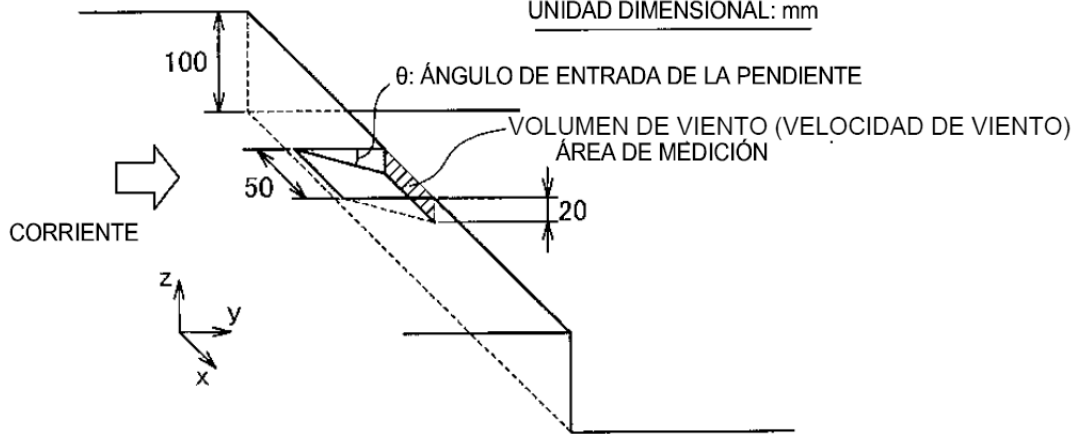 UNIDAD DIMENSIONAL: mm
100
θ: ÁNGULO DE ENTRADA DE LA PENDIENTE
VOLUMEN DE VIENTO (VELOCIDAD DE VIENTO)
ÁREA DE MEDICIÓN
50
20
CORRIENTE
z
y
x